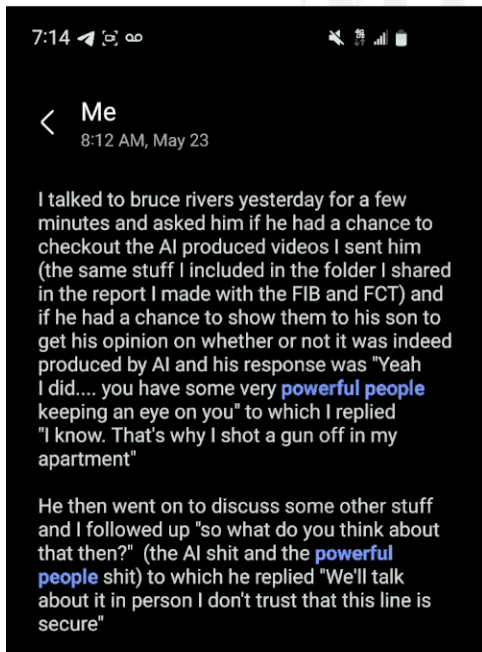 7:14
Me
8:12 AM, May 23
I talked to bruce rivers yesterday for a few
minutes and asked him if he had a chance to
checkout the AI produced videos I sent him
(the same stuff I included in the folder I shared
in the report I made with the FIB and FCT) and
if he had a chance to show them to his son to
get his opinion on whether or not it was indeed
produced by AI and his response was "Yeah
I did.... you have some very powerful people
keeping an eye on you" to which I replied
"I know. That's why I shot a gun off in my
apartment"
He then went on to discuss some other stuff
and I followed up "so what do you think about
that then?"  (the AI shit and the powerful
people shit) to which he replied "We'll talk
about it in person I don't trust that this line is
secure"